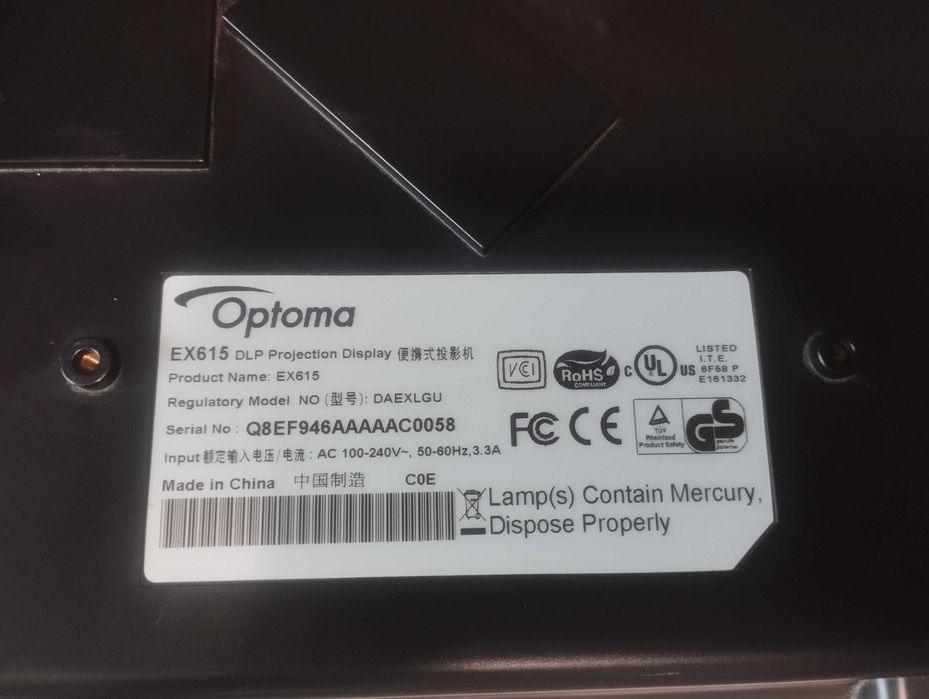 Optoma
EX615 DLP Projection Display 便携式投影机
Product Name: EX615
Regulatory Model NO (型号): DAEXLGU
Serial No : Q8EF946AAAAAC0058
Input 额定输入电压/电流 : AC 100-240V~, 50-60Hz,3.3A
Made in China 中国制造 C0E
VCI
RoHS
COMPLIANT
C UL US
LISTED
I.T.E.
6F58 P
E161332
FC CE
TÜV
Rheinland
Product Safety
GS
geprüfte
Sicherheit
Lamp(s) Contain Mercury,
Dispose Properly